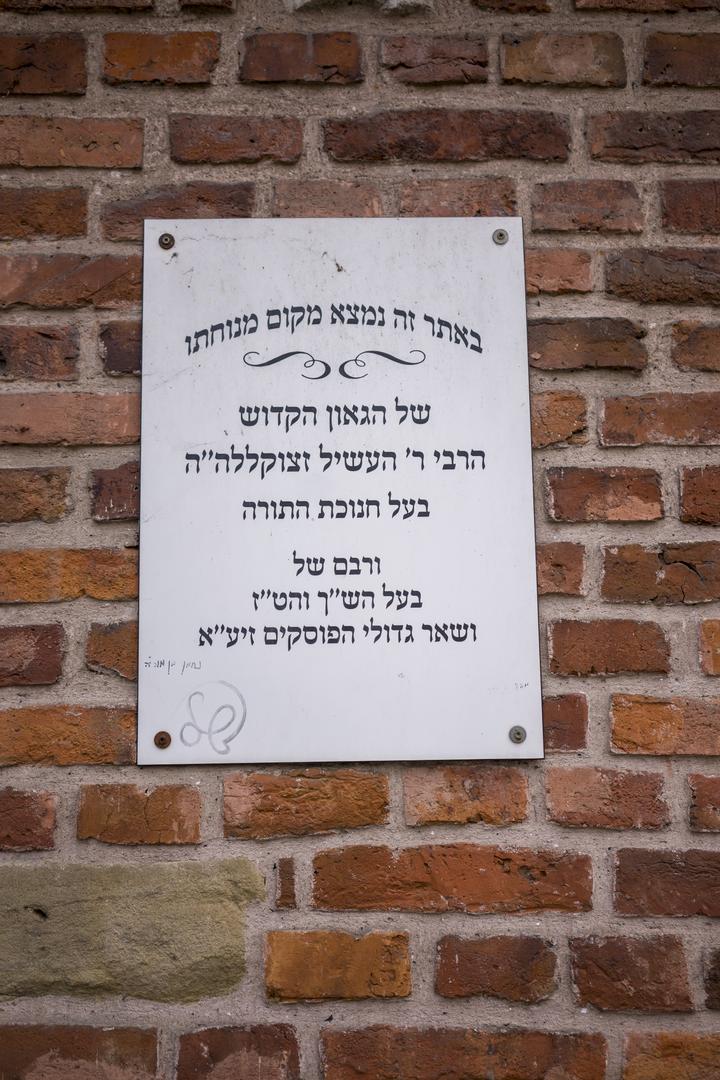 באתר זה נמצא מקום מנוחתו
של הגאון הקדוש
הרבי ר' העשיל זצוקללה"ה
בעל חנוכת התורה
ורבם של
בעל הש"ך והט"ז
ושאר גדולי הפוסקים זיע"א